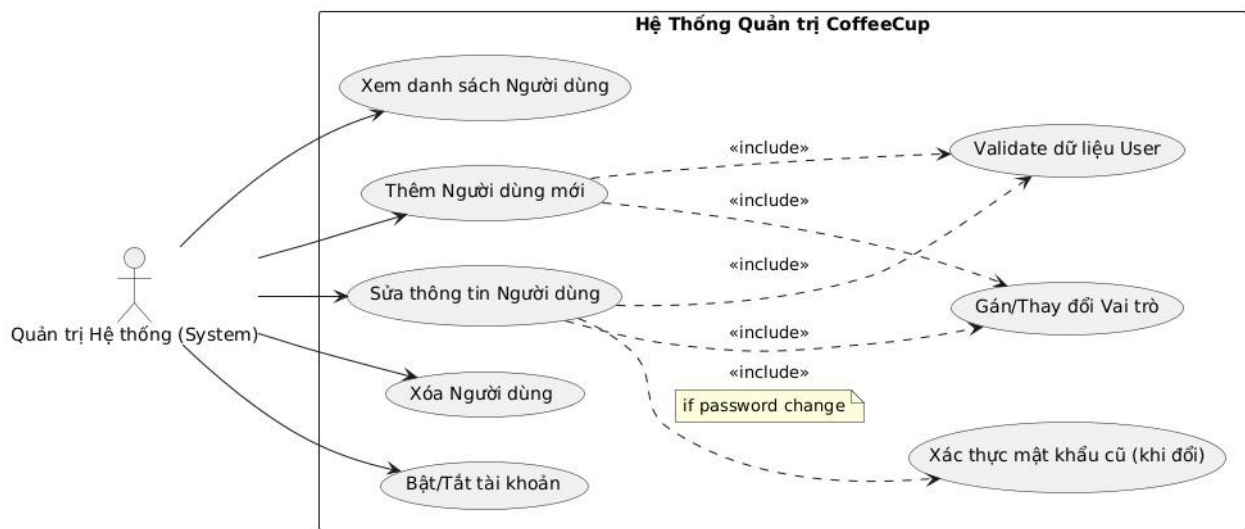 Hệ Thống Quản trị CoffeeCup
Xem danh sách Người dùng
«include»
Validate dữ liệu User
Thêm Người dùng mới
«include»
«include»
Sửa thông tin Người dùng
Gán/Thay đổi Vai trò
Quản trị Hệ thống (System)
«include»
«include»
Xóa Người dùng
if password change
Xác thực mật khẩu cũ (khi đổi)
Bật/Tắt tài khoản